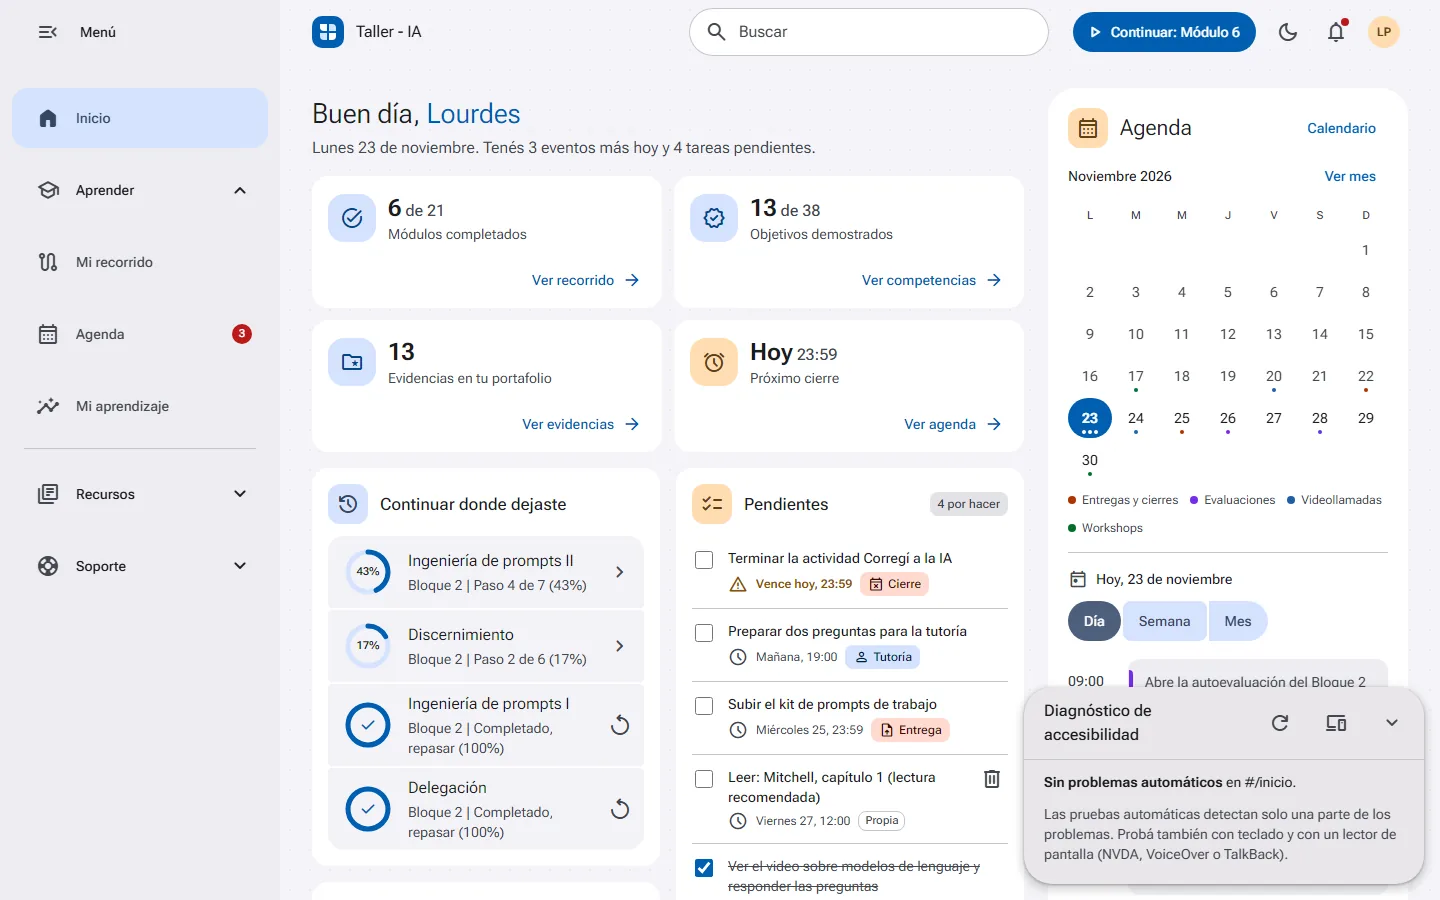 Menú
Taller - IA
Buscar
Continuar: Módulo 6
LP
Inicio
Aprender
Mi recorrido
Agenda
3
Mi aprendizaje
Recursos
Soporte
Buen día, Lourdes
Lunes 23 de noviembre. Tenés 3 eventos más hoy y 4 tareas pendientes.
6 de 21
Módulos completados
Ver recorrido
13 de 38
Objetivos demostrados
Ver competencias
13
Evidencias en tu portafolio
Ver evidencias
Hoy 23:59
Próximo cierre
Ver agenda
Continuar donde dejaste
43%
Ingeniería de prompts II
Bloque 2 | Paso 4 de 7 (43%)
17%
Discernimiento
Bloque 2 | Paso 2 de 6 (17%)
Ingeniería de prompts I
Bloque 2 | Completado,
repasar (100%)
Delegación
Bloque 2 | Completado,
repasar (100%)
Pendientes
4 por hacer
Terminar la actividad Corregí a la IA
Vence hoy, 23:59 Cierre
Preparar dos preguntas para la tutoría
Mañana, 19:00 Tutoría
Subir el kit de prompts de trabajo
Miércoles 25, 23:59 Entrega
Leer: Mitchell, capítulo 1 (lectura
recomendada)
Viernes 27, 12:00 Propia
Ver el video sobre modelos de lenguaje y
responder las preguntas
Agenda
Calendario
Noviembre 2026
Ver mes
L M M J V S D
1
2 3 4 5 6 7 8
9 10 11 12 13 14 15
16 17 18 19 20 21 22
23 24 25 26 27 28 29
30
Entregas y cierres Evaluaciones Videollamadas
Workshops
Hoy, 23 de noviembre
Día Semana Mes
09:00 Abre la autoevaluación del Bloque 2
Diagnóstico de
accesibilidad
Sin problemas automáticos en #/inicio.
Las pruebas automáticas detectan solo una parte de los
problemas. Probá también con teclado y con un lector de
pantalla (NVDA, VoiceOver o TalkBack).